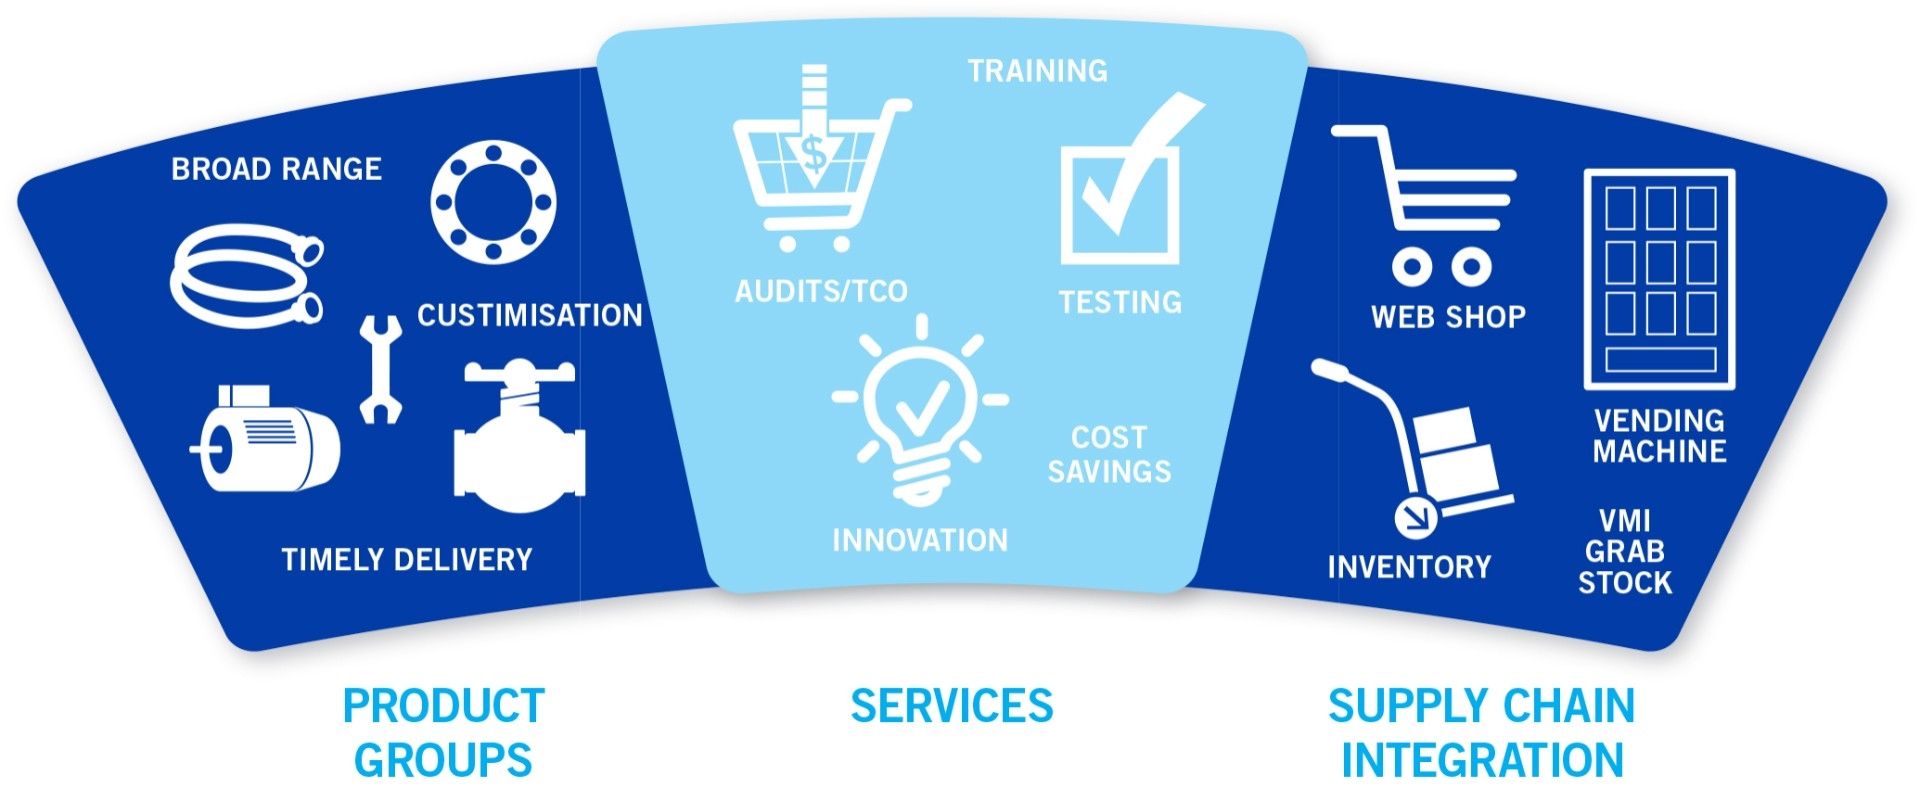 BROAD RANGE
CUSTIMISATION
TIMELY DELIVERY
TRAINING
$
AUDITS/TCO
TESTING
COST
SAVINGS
INNOVATION
WEB SHOP
VENDING
MACHINE
INVENTORY
VMI
GRAB
STOCK
PRODUCT
GROUPS
SERVICES
SUPPLY CHAIN
INTEGRATION